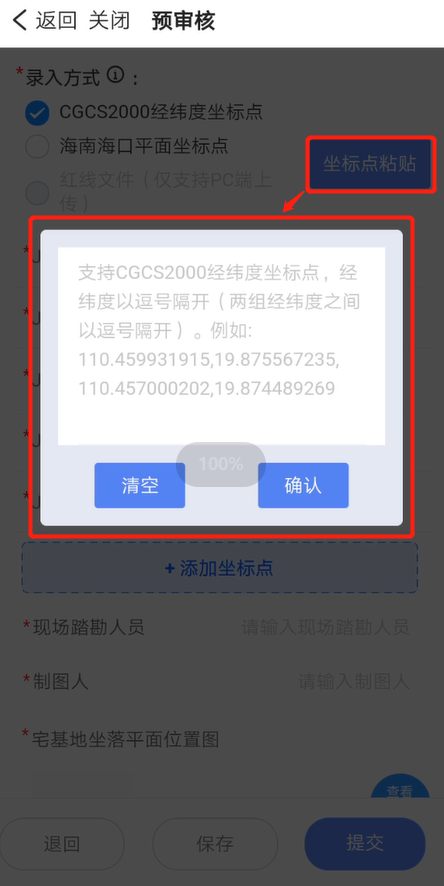 返回 关闭 预审核
*录入方式 ① :
CGCS2000经纬度坐标点
海南海口平面坐标点
坐标点粘贴
红线文件（仅支持PC端上
传）
*J
支持CGCS2000经纬度坐标点，经
纬度以逗号隔开（两组经纬度之间
以逗号隔开）。例如:
110.459931915,19.875567235,
110.457000202,19.874489269
*J
*J
*J
100%
清空 确认
*J
+ 添加坐标点
*现场踏勘人员 请输入现场踏勘人员
*制图人 请输入制图人
*宅基地坐落平面位置图
查看
退回 保存 提交